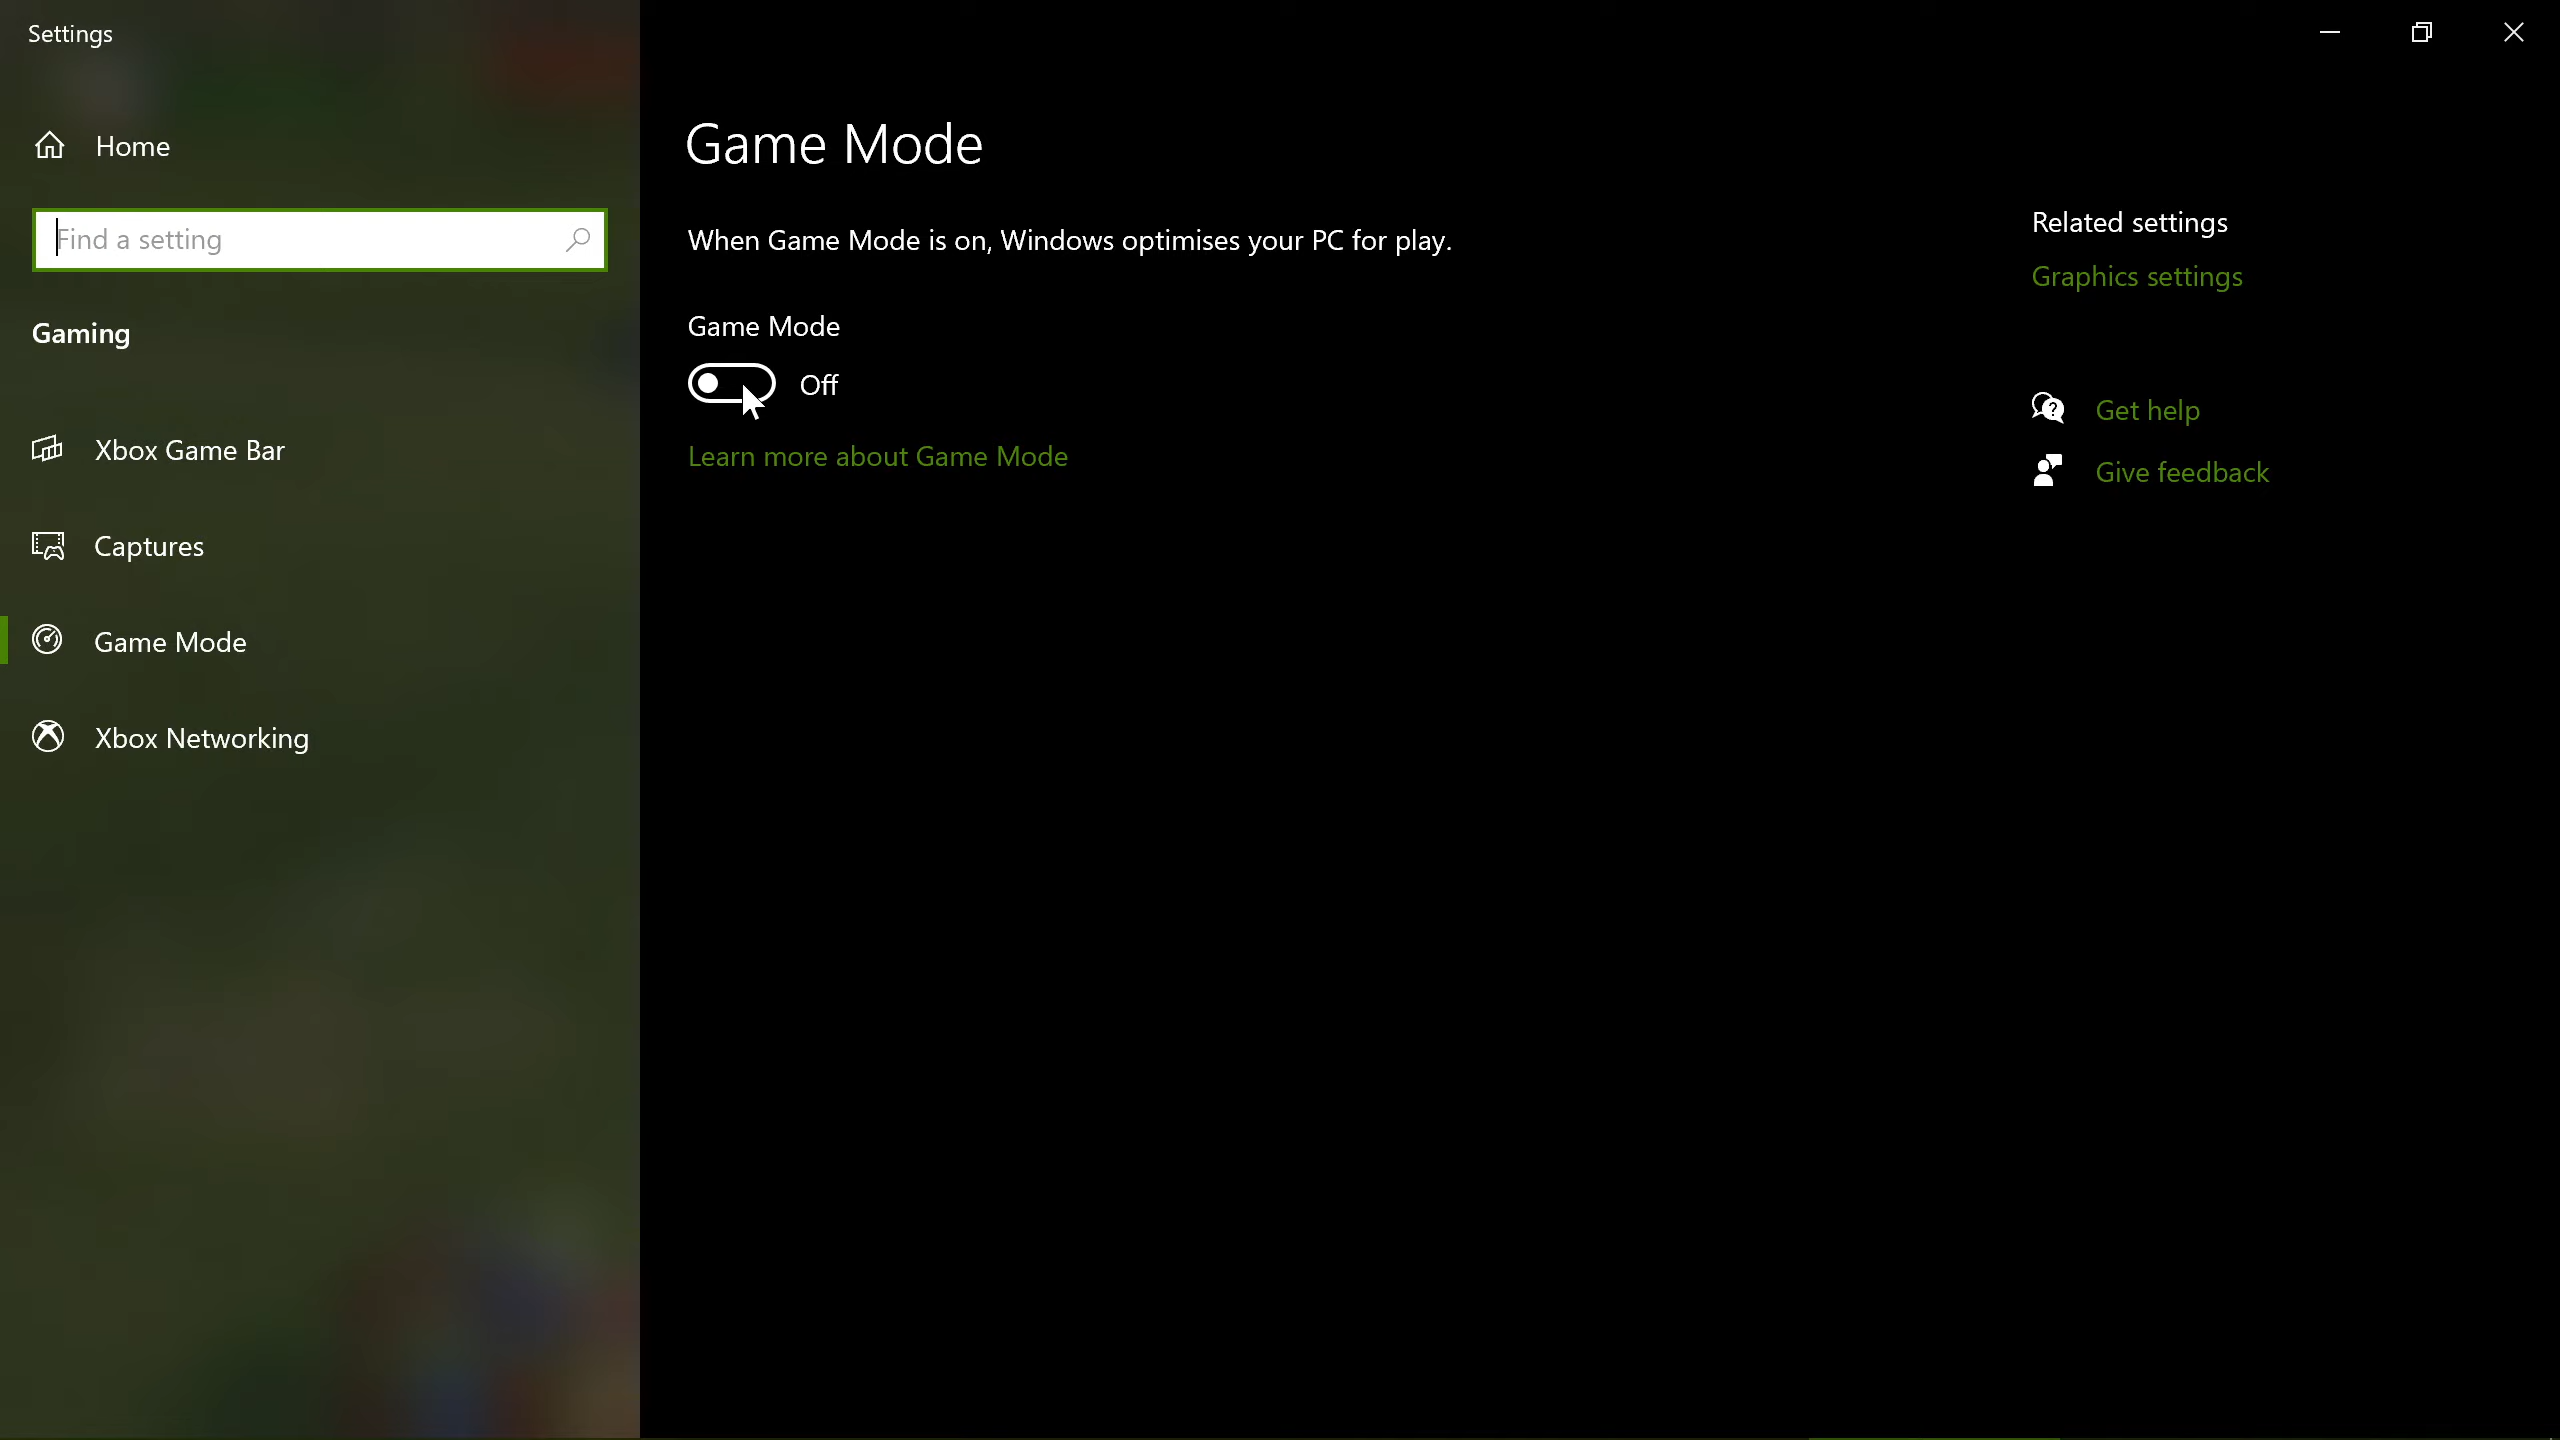 Settings
Home
Find a setting
Gaming
Xbox Game Bar
Captures
Game Mode
Xbox Networking
Game Mode
When Game Mode is on, Windows optimises your PC for play.
Game Mode
Off
Learn more about Game Mode
Related settings
Graphics settings
Get help
Give feedback